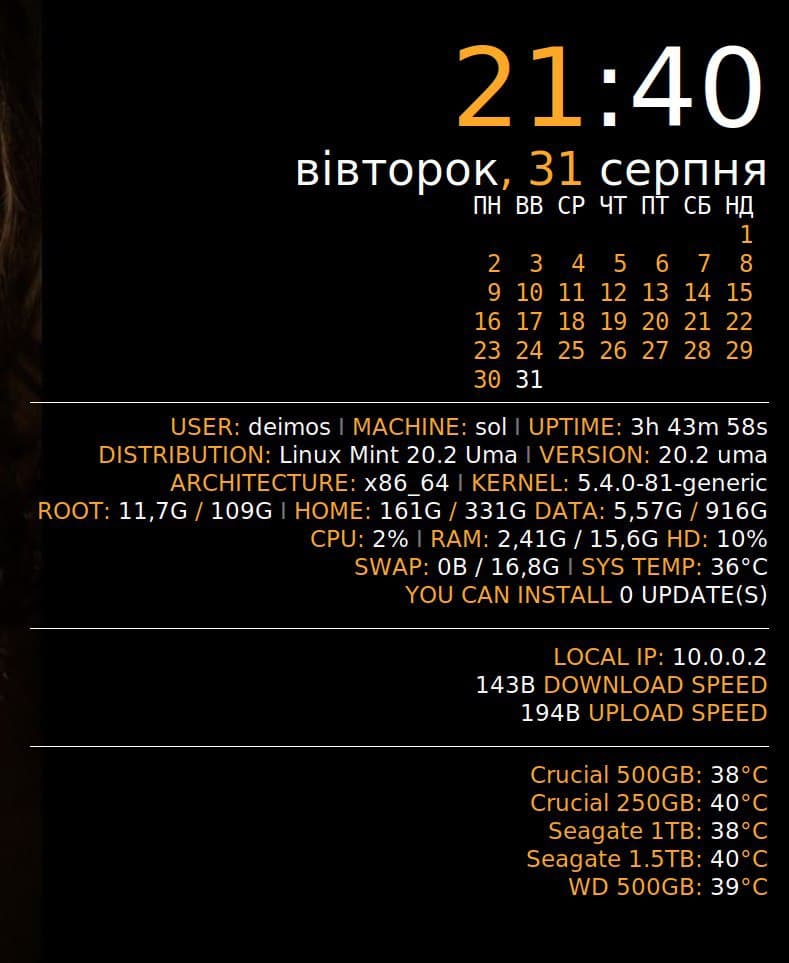 21:40
вівторок, 31 серпня
ПН ВВ СР ЧТ ПТ СБ НД
1
2 3 4 5 6 7 8
9 10 11 12 13 14 15
16 17 18 19 20 21 22
23 24 25 26 27 28 29
30 31
USER: deimos | MACHINE: sol | UPTIME: 3h 43m 58s
DISTRIBUTION: Linux Mint 20.2 Uma | VERSION: 20.2 uma
ARCHITECTURE: x86_64 | KERNEL: 5.4.0-81-generic
ROOT: 11,7G / 109G | HOME: 161G / 331G DATA: 5,57G / 916G
CPU: 2% | RAM: 2,41G / 15,6G HD: 10%
SWAP: 0B / 16,8G | SYS TEMP: 36°C
YOU CAN INSTALL 0 UPDATE(S)
LOCAL IP: 10.0.0.2
143B DOWNLOAD SPEED
194B UPLOAD SPEED
Crucial 500GB: 38°C
Crucial 250GB: 40°C
Seagate 1TB: 38°C
Seagate 1.5TB: 40°C
WD 500GB: 39°C